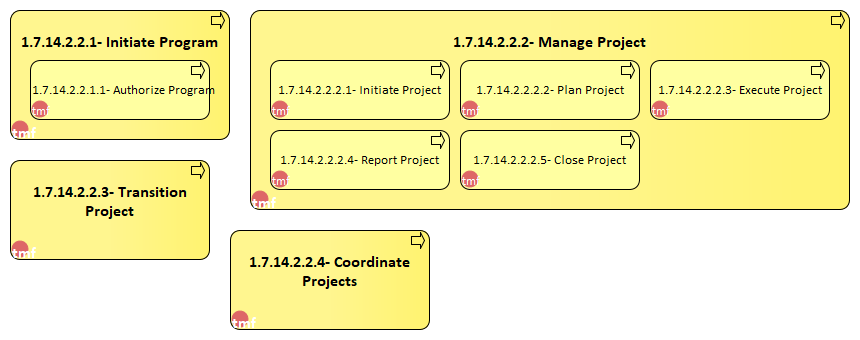 1.7.14.2.2.1- Initiate Program
1.7.14.2.2.1.1- Authorize Program
tmf
tmf
1.7.14.2.2.2- Manage Project
1.7.14.2.2.2.1- Initiate Project
tmf
1.7.14.2.2.2.2- Plan Project
tmf
1.7.14.2.2.2.3- Execute Project
tmf
1.7.14.2.2.2.4- Report Project
tmf
1.7.14.2.2.2.5- Close Project
tmf
tmf
1.7.14.2.2.3- Transition
Project
tmf
1.7.14.2.2.4- Coordinate
Projects
tmf